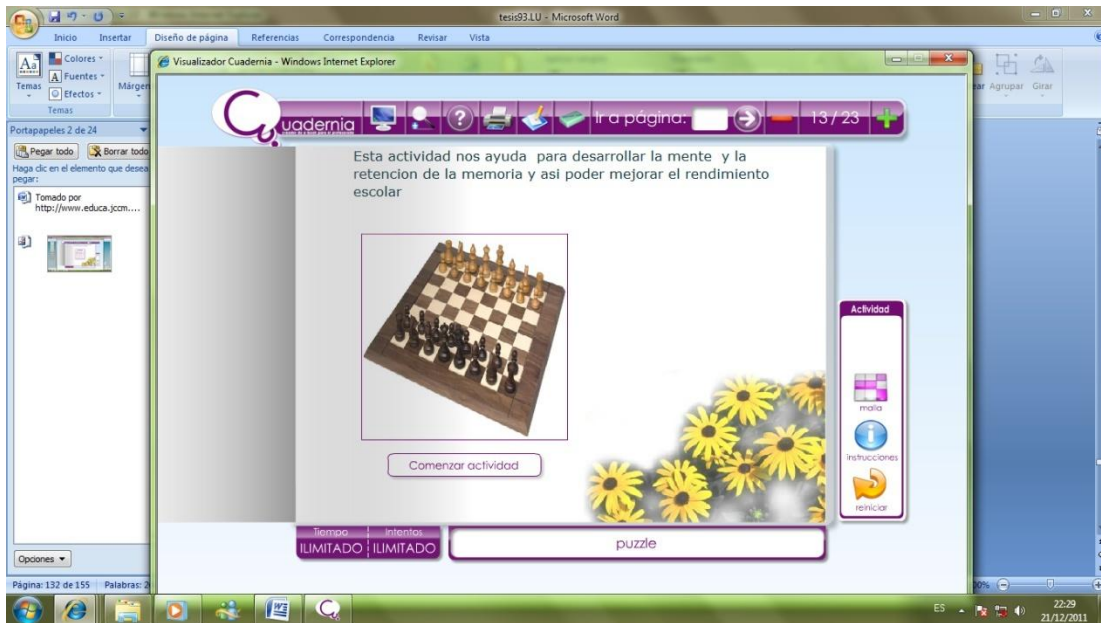 tesis93.LU - Microsoft Word
Inicio Insertar Diseño de página Referencias Correspondencia Revisar Vista
Colores
Fuentes
Efectos
Temas
Márgen
Temas
ar Agrupar Girar
Portapapeles 2 de 24
Pegar todo Borrar todo
Haga clic en el elemento que desea
pegar:
Tomado por
http://www.educa.jccm....
Opciones
Visualizador Cuadernia - Windows Internet Explorer
Cuadernia
Ir a página: 13 / 23
Esta actividad nos ayuda para desarrollar la mente y la
retencion de la memoria y asi poder mejorar el rendimiento
escolar
Comenzar actividad
Actividad
malla
instrucciones
reiniciar
Tiempo Intentos
ILIMITADO ILIMITADO
puzzle
Página: 132 de 155 Palabras: 2
ES
22:29
21/12/2011